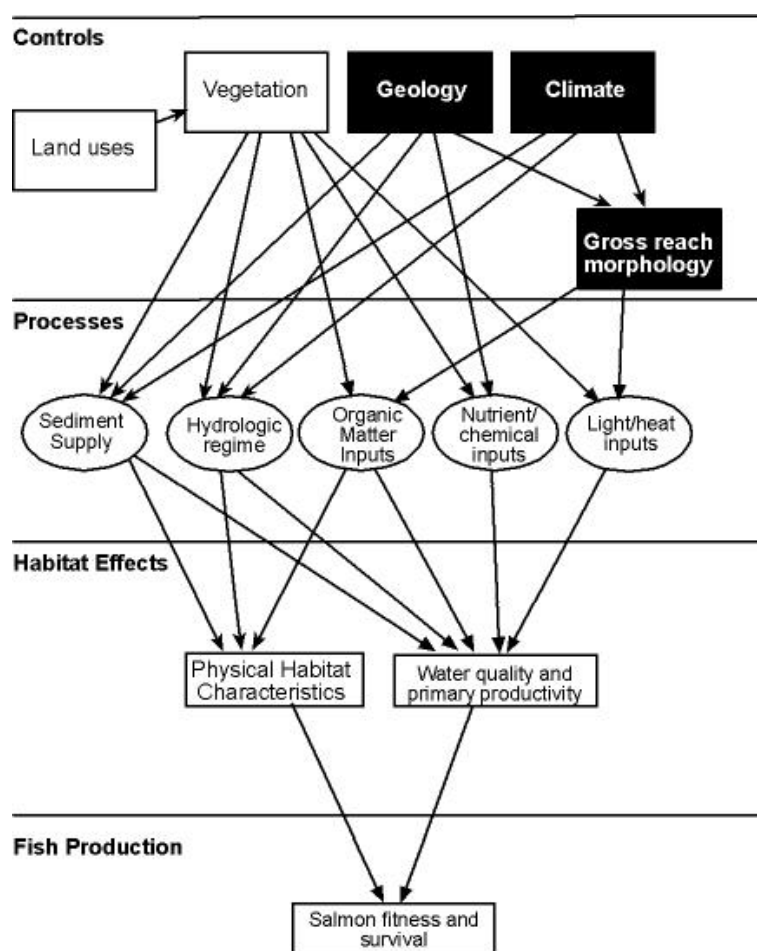 Controls
Vegetation
Geology
Climate
Land uses
Gross reach
morphology
Processes
Sediment
Supply
Hydrologic
regime
Organic
Matter
Inputs
Nutrient/
chemical
inputs
Light/heat
inputs
Habitat Effects
Physical Habitat
Characteristics
Water quality and
primary productivity
Fish Production
Salmon fitness and
survival